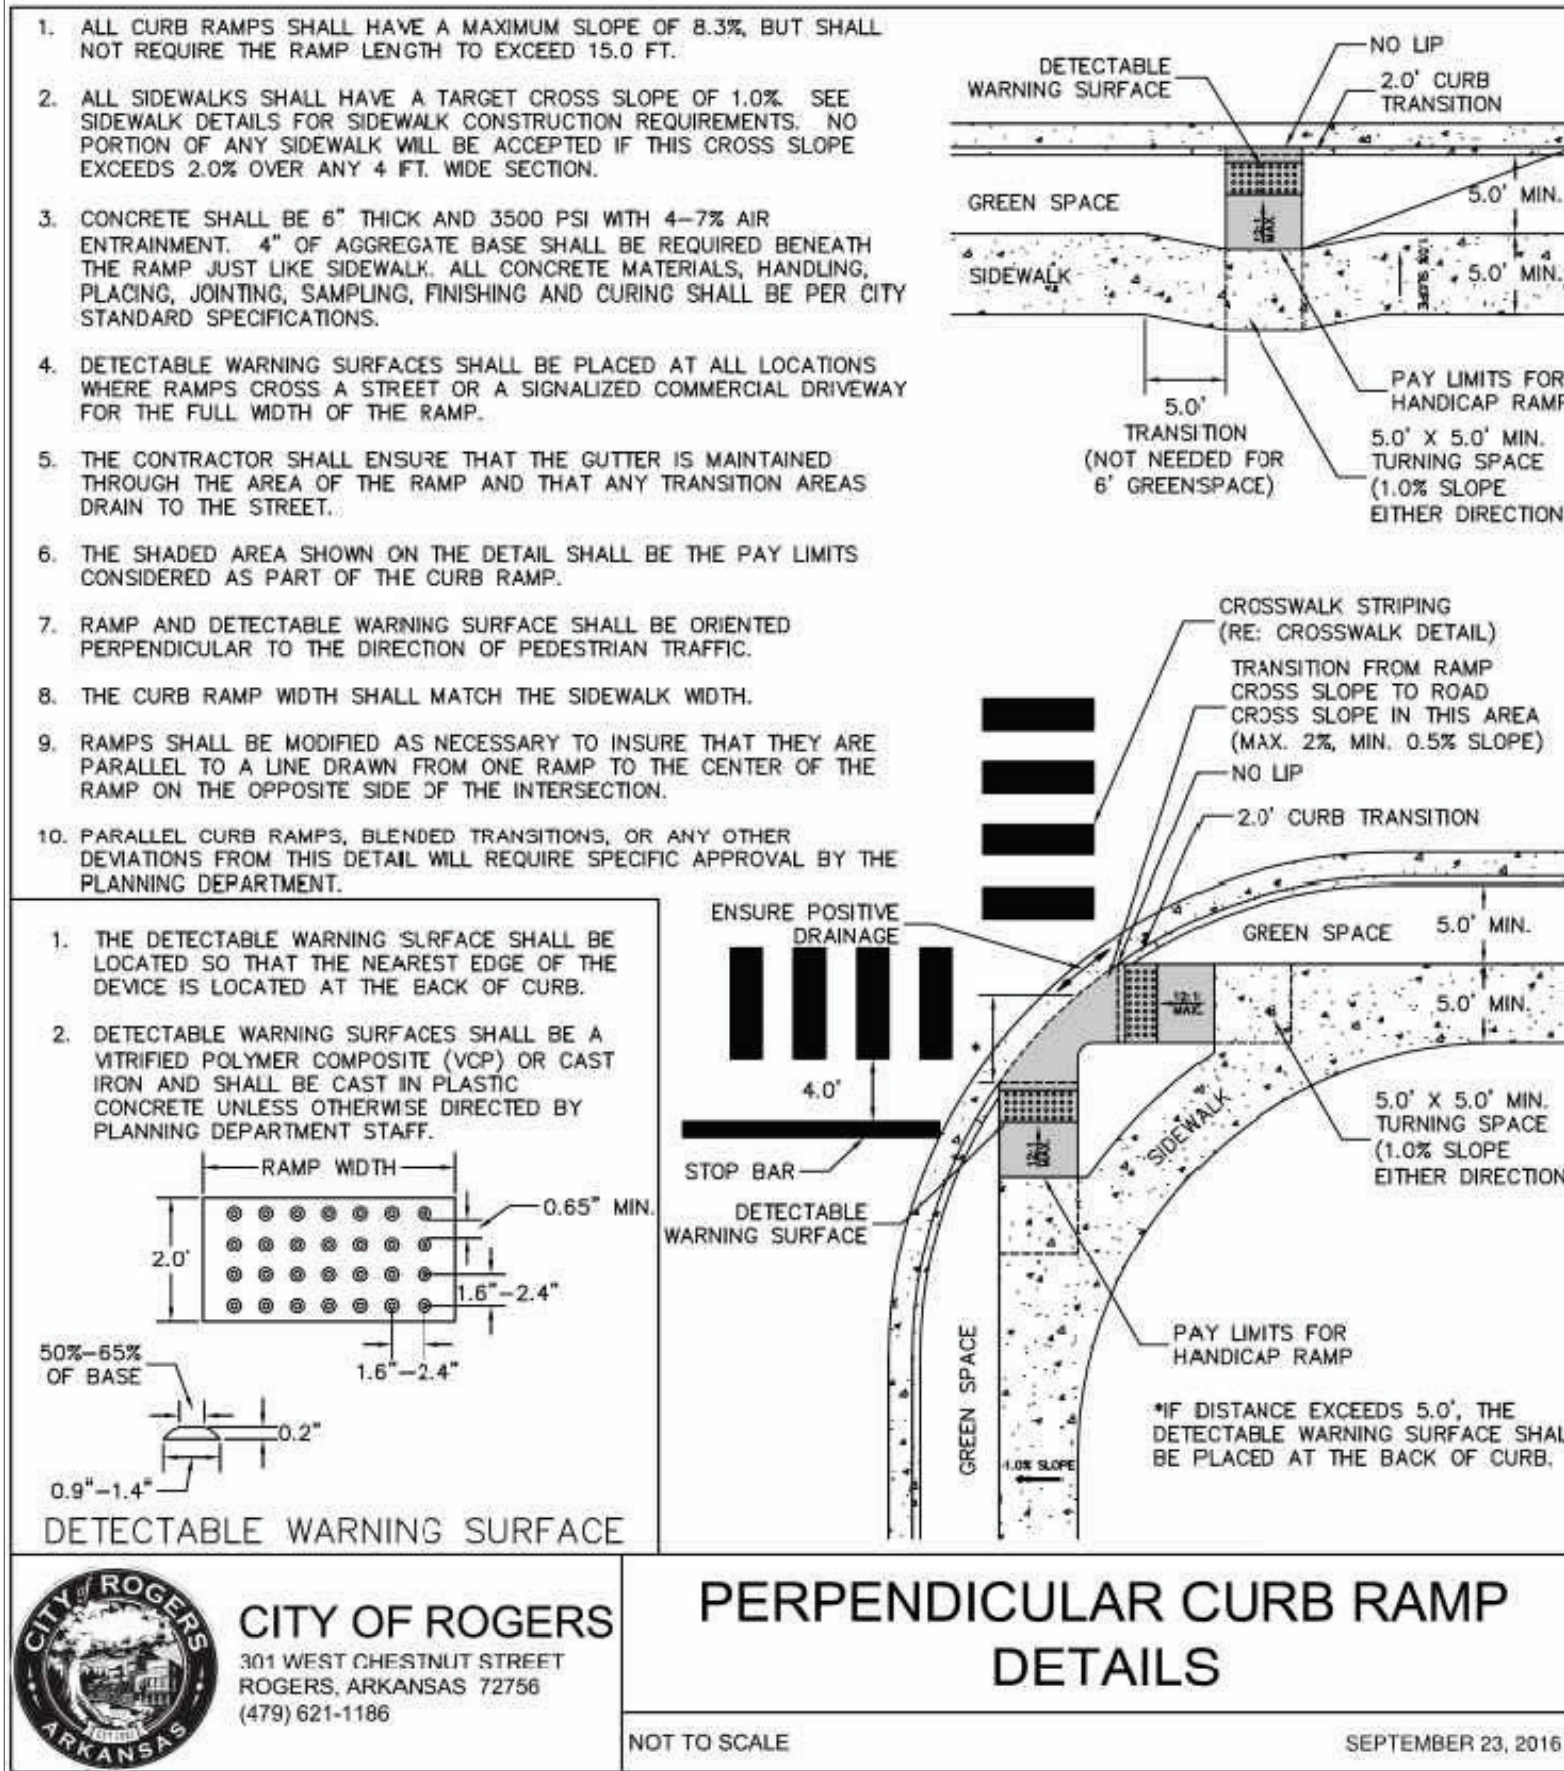 1. ALL CURB RAMPS SHALL HAVE A MAXIMUM SLOPE OF 8.3%, BUT SHALL
NOT REQUIRE THE RAMP LENGTH TO EXCEED 15.0 FT.
2. ALL SIDEWALKS SHALL HAVE A TARGET CROSS SLOPE OF 1.0%. SEE
SIDEWALK DETAILS FOR SIDEWALK CONSTRUCTION REQUIREMENTS. NO
PORTION OF ANY SIDEWALK WILL BE ACCEPTED IF THIS CROSS SLOPE
EXCEEDS 2.0% OVER ANY 4 FT. WIDE SECTION.
3. CONCRETE SHALL BE 6" THICK AND 3500 PSI WITH 4-7% AIR
ENTRAINMENT. 4" OF AGGREGATE BASE SHALL BE REQUIRED BENEATH
THE RAMP JUST LIKE SIDEWALK. ALL CONCRETE MATERIALS, HANDLING,
PLACING, JOINTING, SAMPLING, FINISHING AND CURING SHALL BE PER CITY
STANDARD SPECIFICATIONS.
4. DETECTABLE WARNING SURFACES SHALL BE PLACED AT ALL LOCATIONS
WHERE RAMPS CROSS A STREET OR A SIGNALIZED COMMERCIAL DRIVEWAY
FOR THE FULL WIDTH OF THE RAMP.
5. THE CONTRACTOR SHALL ENSURE THAT THE GUTTER IS MAINTAINED
THROUGH THE AREA OF THE RAMP AND THAT ANY TRANSITION AREAS
DRAIN TO THE STREET.
6. THE SHADED AREA SHOWN ON THE DETAIL SHALL BE THE PAY LIMITS
CONSIDERED AS PART OF THE CURB RAMP.
7. RAMP AND DETECTABLE WARNING SURFACE SHALL BE ORIENTED
PERPENDICULAR TO THE DIRECTION OF PEDESTRIAN TRAFFIC.
8. THE CURB RAMP WIDTH SHALL MATCH THE SIDEWALK WIDTH.
9. RAMPS SHALL BE MODIFIED AS NECESSARY TO INSURE THAT THEY ARE
PARALLEL TO A LINE DRAWN FROM ONE RAMP TO THE CENTER OF THE
RAMP ON THE OPPOSITE SIDE OF THE INTERSECTION.
10. PARALLEL CURB RAMPS, BLENDED TRANSITIONS, OR ANY OTHER
DEVIATIONS FROM THIS DETAIL WILL REQUIRE SPECIFIC APPROVAL BY THE
PLANNING DEPARTMENT.
NO LIP
DETECTABLE
WARNING SURFACE
2.0' CURB
TRANSITION
GREEN SPACE
12:1
MAX.
5.0' MIN.
SIDEWALK
1.0% SLOPE
5.0' MIN.
5.0'
TRANSITION
(NOT NEEDED FOR
6' GREENSPACE)
PAY LIMITS FOR
HANDICAP RAMP
5.0' X 5.0' MIN.
TURNING SPACE
(1.0% SLOPE
EITHER DIRECTION
CROSSWALK STRIPING
(RE: CROSSWALK DETAIL)
TRANSITION FROM RAMP
CROSS SLOPE TO ROAD
CROSS SLOPE IN THIS AREA
(MAX. 2%, MIN. 0.5% SLOPE)
NO LIP
2.0' CURB TRANSITION
ENSURE POSITIVE
DRAINAGE
GREEN SPACE
5.0' MIN.
12:1
MAX.
5.0' MIN.
*
4.0'
STOP BAR
DETECTABLE
WARNING SURFACE
12:1
MAX.
SIDEWALK
5.0' X 5.0' MIN.
TURNING SPACE
(1.0% SLOPE
EITHER DIRECTION
PAY LIMITS FOR
HANDICAP RAMP
GREEN SPACE
1.0% SLOPE
*IF DISTANCE EXCEEDS 5.0', THE
DETECTABLE WARNING SURFACE SHAL
BE PLACED AT THE BACK OF CURB.
1. THE DETECTABLE WARNING SURFACE SHALL BE
LOCATED SO THAT THE NEAREST EDGE OF THE
DEVICE IS LOCATED AT THE BACK OF CURB.
2. DETECTABLE WARNING SURFACES SHALL BE A
VITRIFIED POLYMER COMPOSITE (VCP) OR CAST
IRON AND SHALL BE CAST IN PLASTIC
CONCRETE UNLESS OTHERWISE DIRECTED BY
PLANNING DEPARTMENT STAFF.
RAMP WIDTH
0.65" MIN.
2.0'
1.6"-2.4"
1.6"-2.4"
50%-65%
OF BASE
0.2"
0.9"-1.4"
DETECTABLE WARNING SURFACE
CITY of ROGERS
ARKANSAS
CITY OF ROGERS
301 WEST CHESTNUT STREET
ROGERS, ARKANSAS 72756
(479) 621-1186
PERPENDICULAR CURB RAMP
DETAILS
NOT TO SCALE
SEPTEMBER 23, 2016